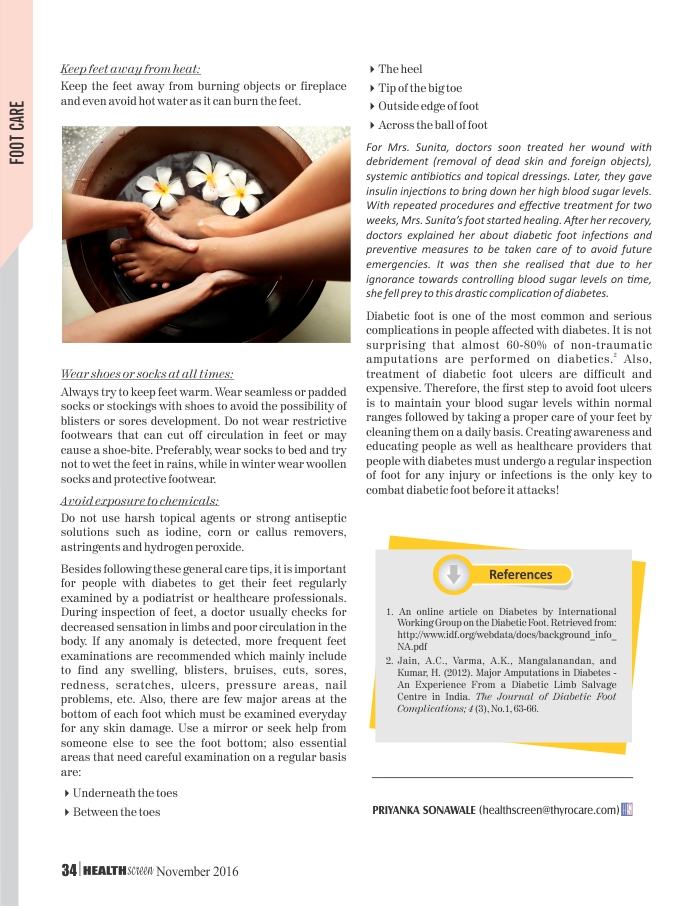 FOOT CARE
Keep feet away from heat:
Keep the feet away from burning objects or fireplace
and even avoid hot water as it can burn the feet.
Wear shoes or socks at all times:
Always try to keep feet warm. Wear seamless or padded
socks or stockings with shoes to avoid the possibility of
blisters or sores development. Do not wear restrictive
footwears that can cut off circulation in feet or may
cause a shoe-bite. Preferably, wear socks to bed and try
not to wet the feet in rains, while in winter wear woollen
socks and protective footwear.
Avoid exposure to chemicals:
Do not use harsh topical agents or strong antiseptic
solutions such as iodine, corn or callus removers,
astringents and hydrogen peroxide.
Besides following these general care tips, it is important
for people with diabetes to get their feet regularly
examined by a podiatrist or healthcare professionals.
During inspection of feet, a doctor usually checks for
decreased sensation in limbs and poor circulation in the
body. If any anomaly is detected, more frequent feet
examinations are recommended which mainly include
to find any swelling, blisters, bruises, cuts, sores,
redness, scratches, ulcers, pressure areas, nail
problems, etc. Also, there are few major areas at the
bottom of each foot which must be examined everyday
for any skin damage. Use a mirror or seek help from
someone else to see the foot bottom; also essential
areas that need careful examination on a regular basis
are:
Underneath the toes
Between the toes
The heel
Tip of the big toe
Outside edge of foot
Across the ball of foot
For Mrs. Sunita, doctors soon treated her wound with
debridement (removal of dead skin and foreign objects),
systemic antibiotics and topical dressings. Later, they gave
insulin injections to bring down her high blood sugar levels.
With repeated procedures and effective treatment for two
weeks, Mrs. Sunita's foot started healing. After her recovery,
doctors explained her about diabetic foot infections and
preventive measures to be taken care of to avoid future
emergencies. It was then she realised that due to her
ignorance towards controlling blood sugar levels on time,
she fell prey to this drastic complication of diabetes.
Diabetic foot is one of the most common and serious
complications in people affected with diabetes. It is not
surprising that almost 60-80% of non-traumatic
amputations are performed on diabetics.2 Also,
treatment of diabetic foot ulcers are difficult and
expensive. Therefore, the first step to avoid foot ulcers
is to maintain your blood sugar levels within normal
ranges followed by taking a proper care of your feet by
cleaning them on a daily basis. Creating awareness and
educating people as well as healthcare providers that
people with diabetes must undergo a regular inspection
of foot for any injury or infections is the only key to
combat diabetic foot before it attacks!
References
1. An online article on Diabetes by International
Working Group on the Diabetic Foot. Retrieved from:
http://www.idf.org/webdata/docs/background_info_
NA.pdf
2. Jain, A.C., Varma, A.K., Mangalanandan, and
Kumar, H. (2012). Major Amputations in Diabetes -
An Experience From a Diabetic Limb Salvage
Centre in India. The Journal of Diabetic Foot
Complications; 4 (3), No.1, 63-66.
PRIYANKA SONAWALE (healthscreen@thyrocare.com) HS
34 HEALTHscreen November 2016